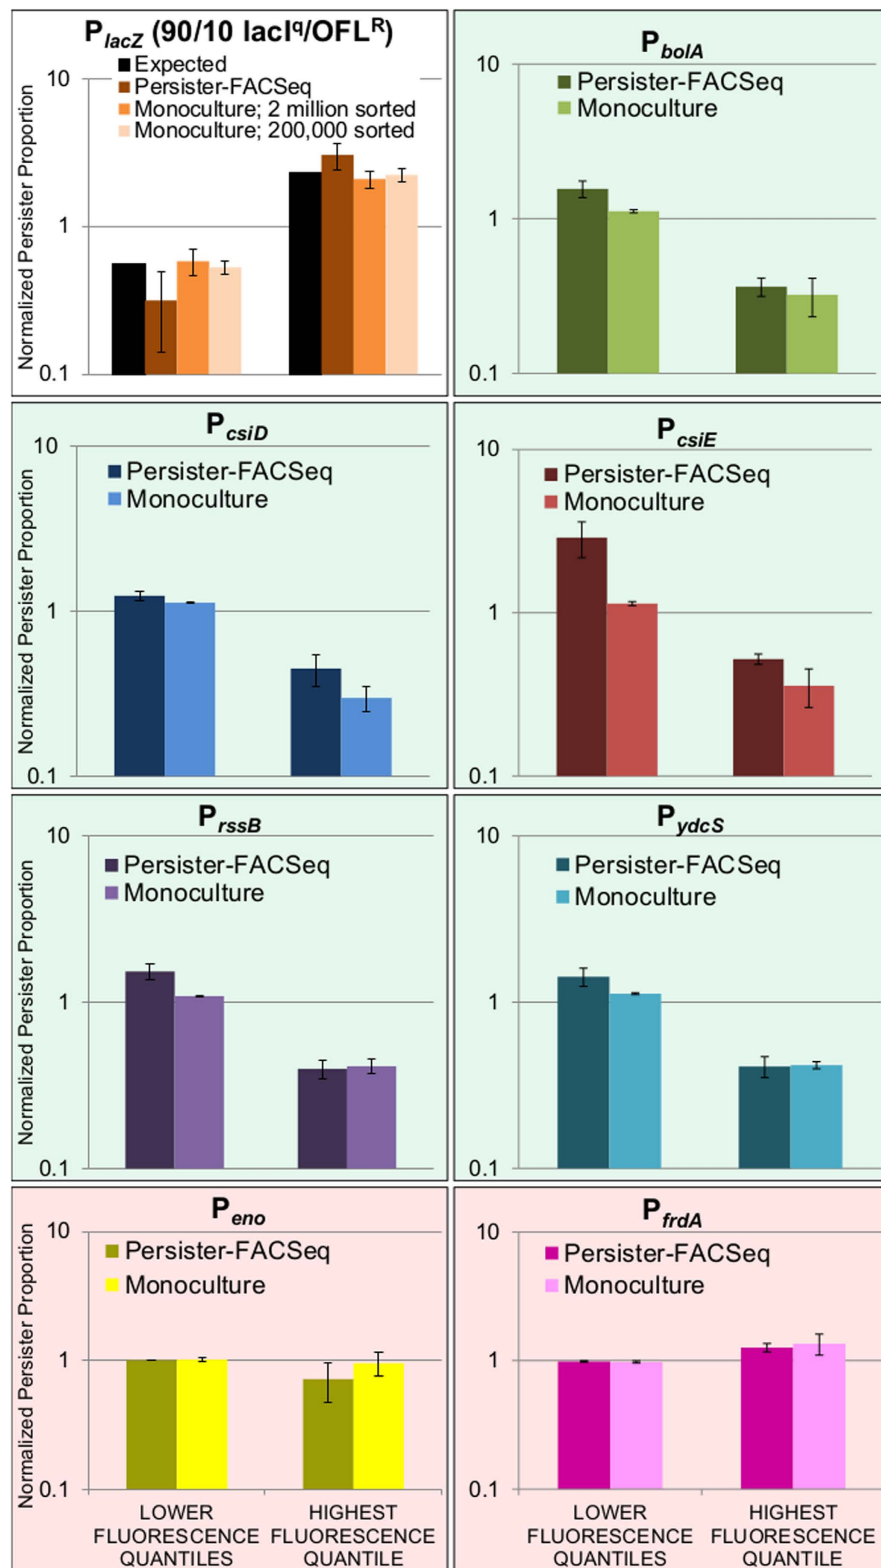 P_lacZ (90/10 lacI^q/OFL^R)
Normalized Persister Proportion
10
1
0.1
Expected
Persister-FACSeq
Monoculture; 2 million sorted
Monoculture; 200,000 sorted
P_bolA
10
1
0.1
Persister-FACSeq
Monoculture
P_csiD
Normalized Persister Proportion
10
1
0.1
Persister-FACSeq
Monoculture
P_csiE
10
1
0.1
Persister-FACSeq
Monoculture
P_rssB
Normalized Persister Proportion
10
1
0.1
Persister-FACSeq
Monoculture
P_ydcS
10
1
0.1
Persister-FACSeq
Monoculture
P_eno
Normalized Persister Proportion
10
1
0.1
Persister-FACSeq
Monoculture
LOWER
FLUORESCENCE
QUANTILES
HIGHEST
FLUORESCENCE
QUANTILE
P_frdA
10
1
0.1
Persister-FACSeq
Monoculture
LOWER
FLUORESCENCE
QUANTILES
HIGHEST
FLUORESCENCE
QUANTILE